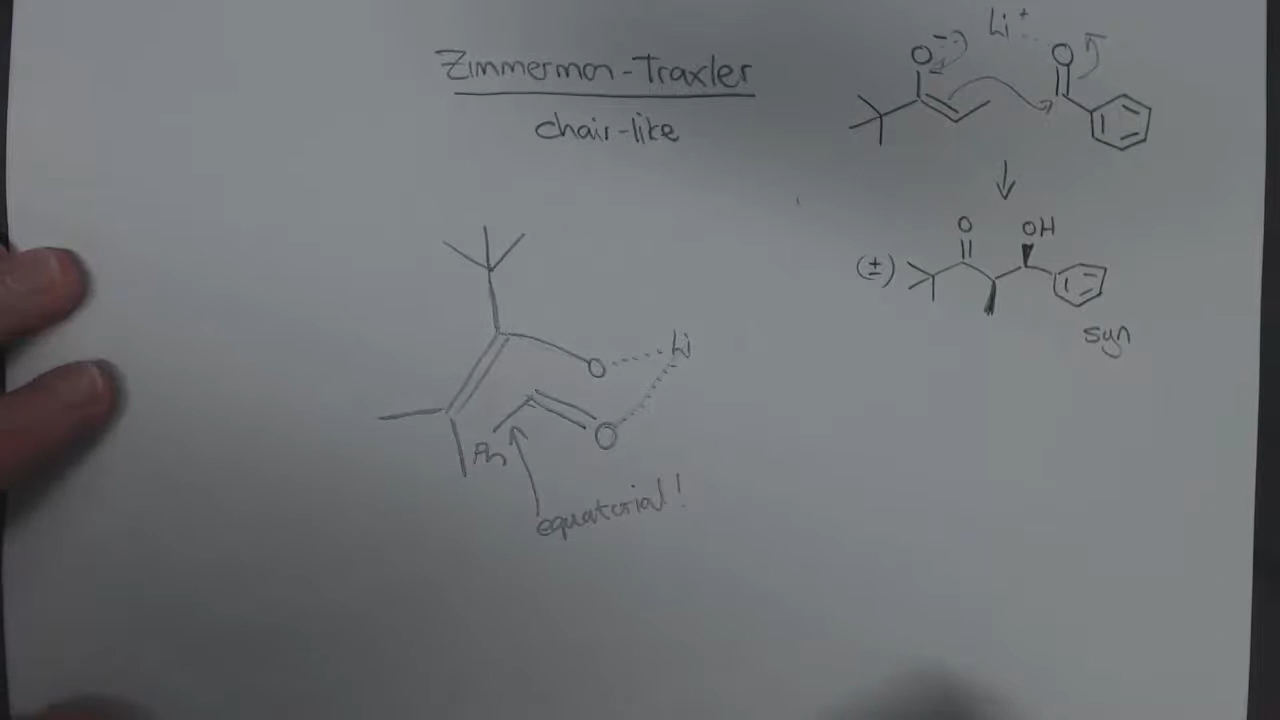 Zimmerman-Traxler
chair-like
Li+
O- O
O OH
(±)
syn
O Li
O
Ph
equatorial!